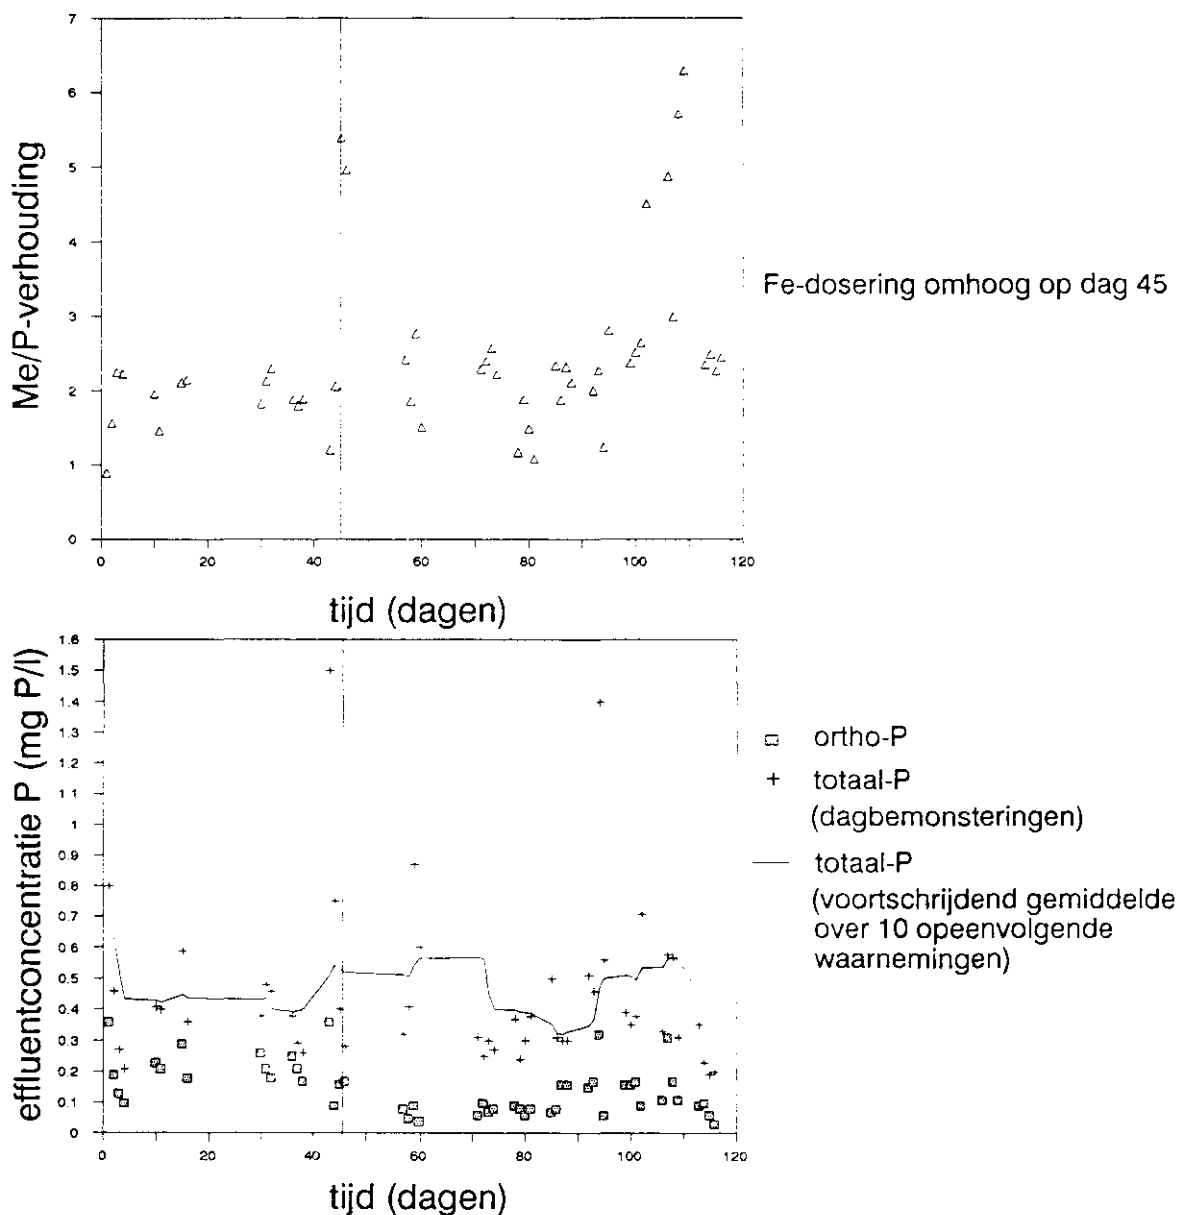 Me/P-verhouding
7
6
5
4
3
2
1
0
0 20 40 60 80 100 120
tijd (dagen)
Fe-dosering omhoog op dag 45
effluentconcentratie P (mg P/l)
1.6
1.5
1.4
1.3
1.2
1.1
1
0.9
0.8
0.7
0.6
0.5
0.4
0.3
0.2
0.1
0
0 20 40 60 80 100 120
tijd (dagen)
ortho-P
totaal-P
(dagbemonsteringen)
totaal-P
(voortschrijdend gemiddelde
over 10 opeenvolgende
waarnemingen)